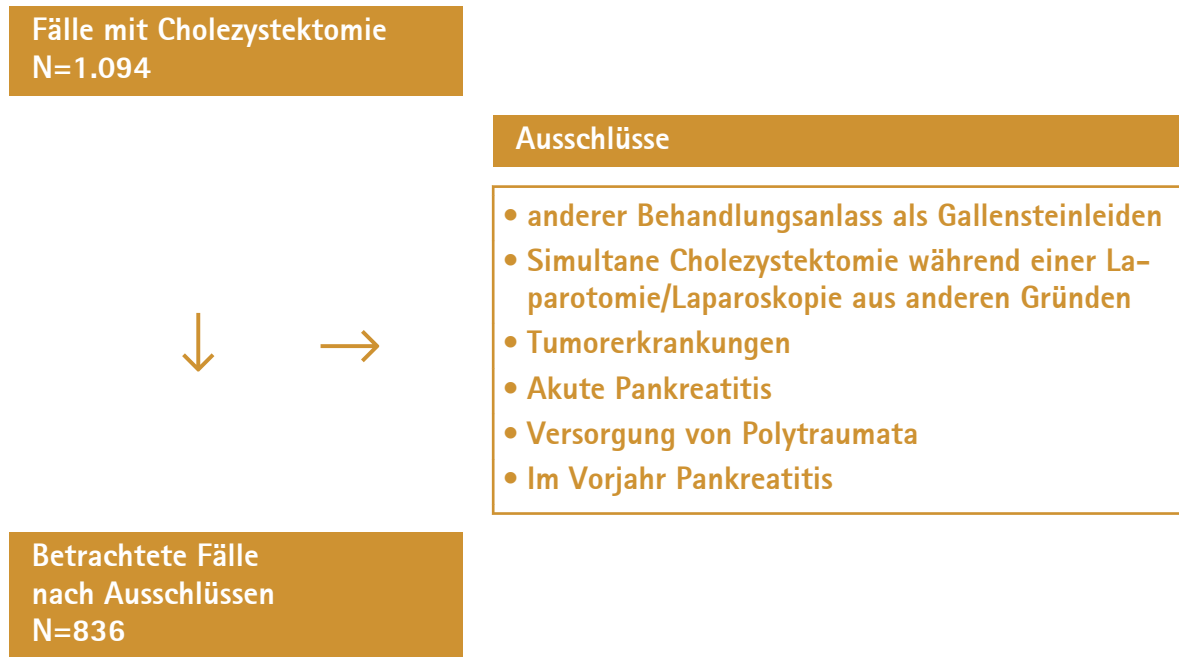 Fälle mit Cholezystektomie
N=1.094
Ausschlüsse
• anderer Behandlungsanlass als Gallensteinleiden
• Simultane Cholezystektomie während einer La-
parotomie/Laparoskopie aus anderen Gründen
• Tumorerkrankungen
• Akute Pankreatitis
• Versorgung von Polytraumata
• Im Vorjahr Pankreatitis
Betrachtete Fälle
nach Ausschlüssen
N=836